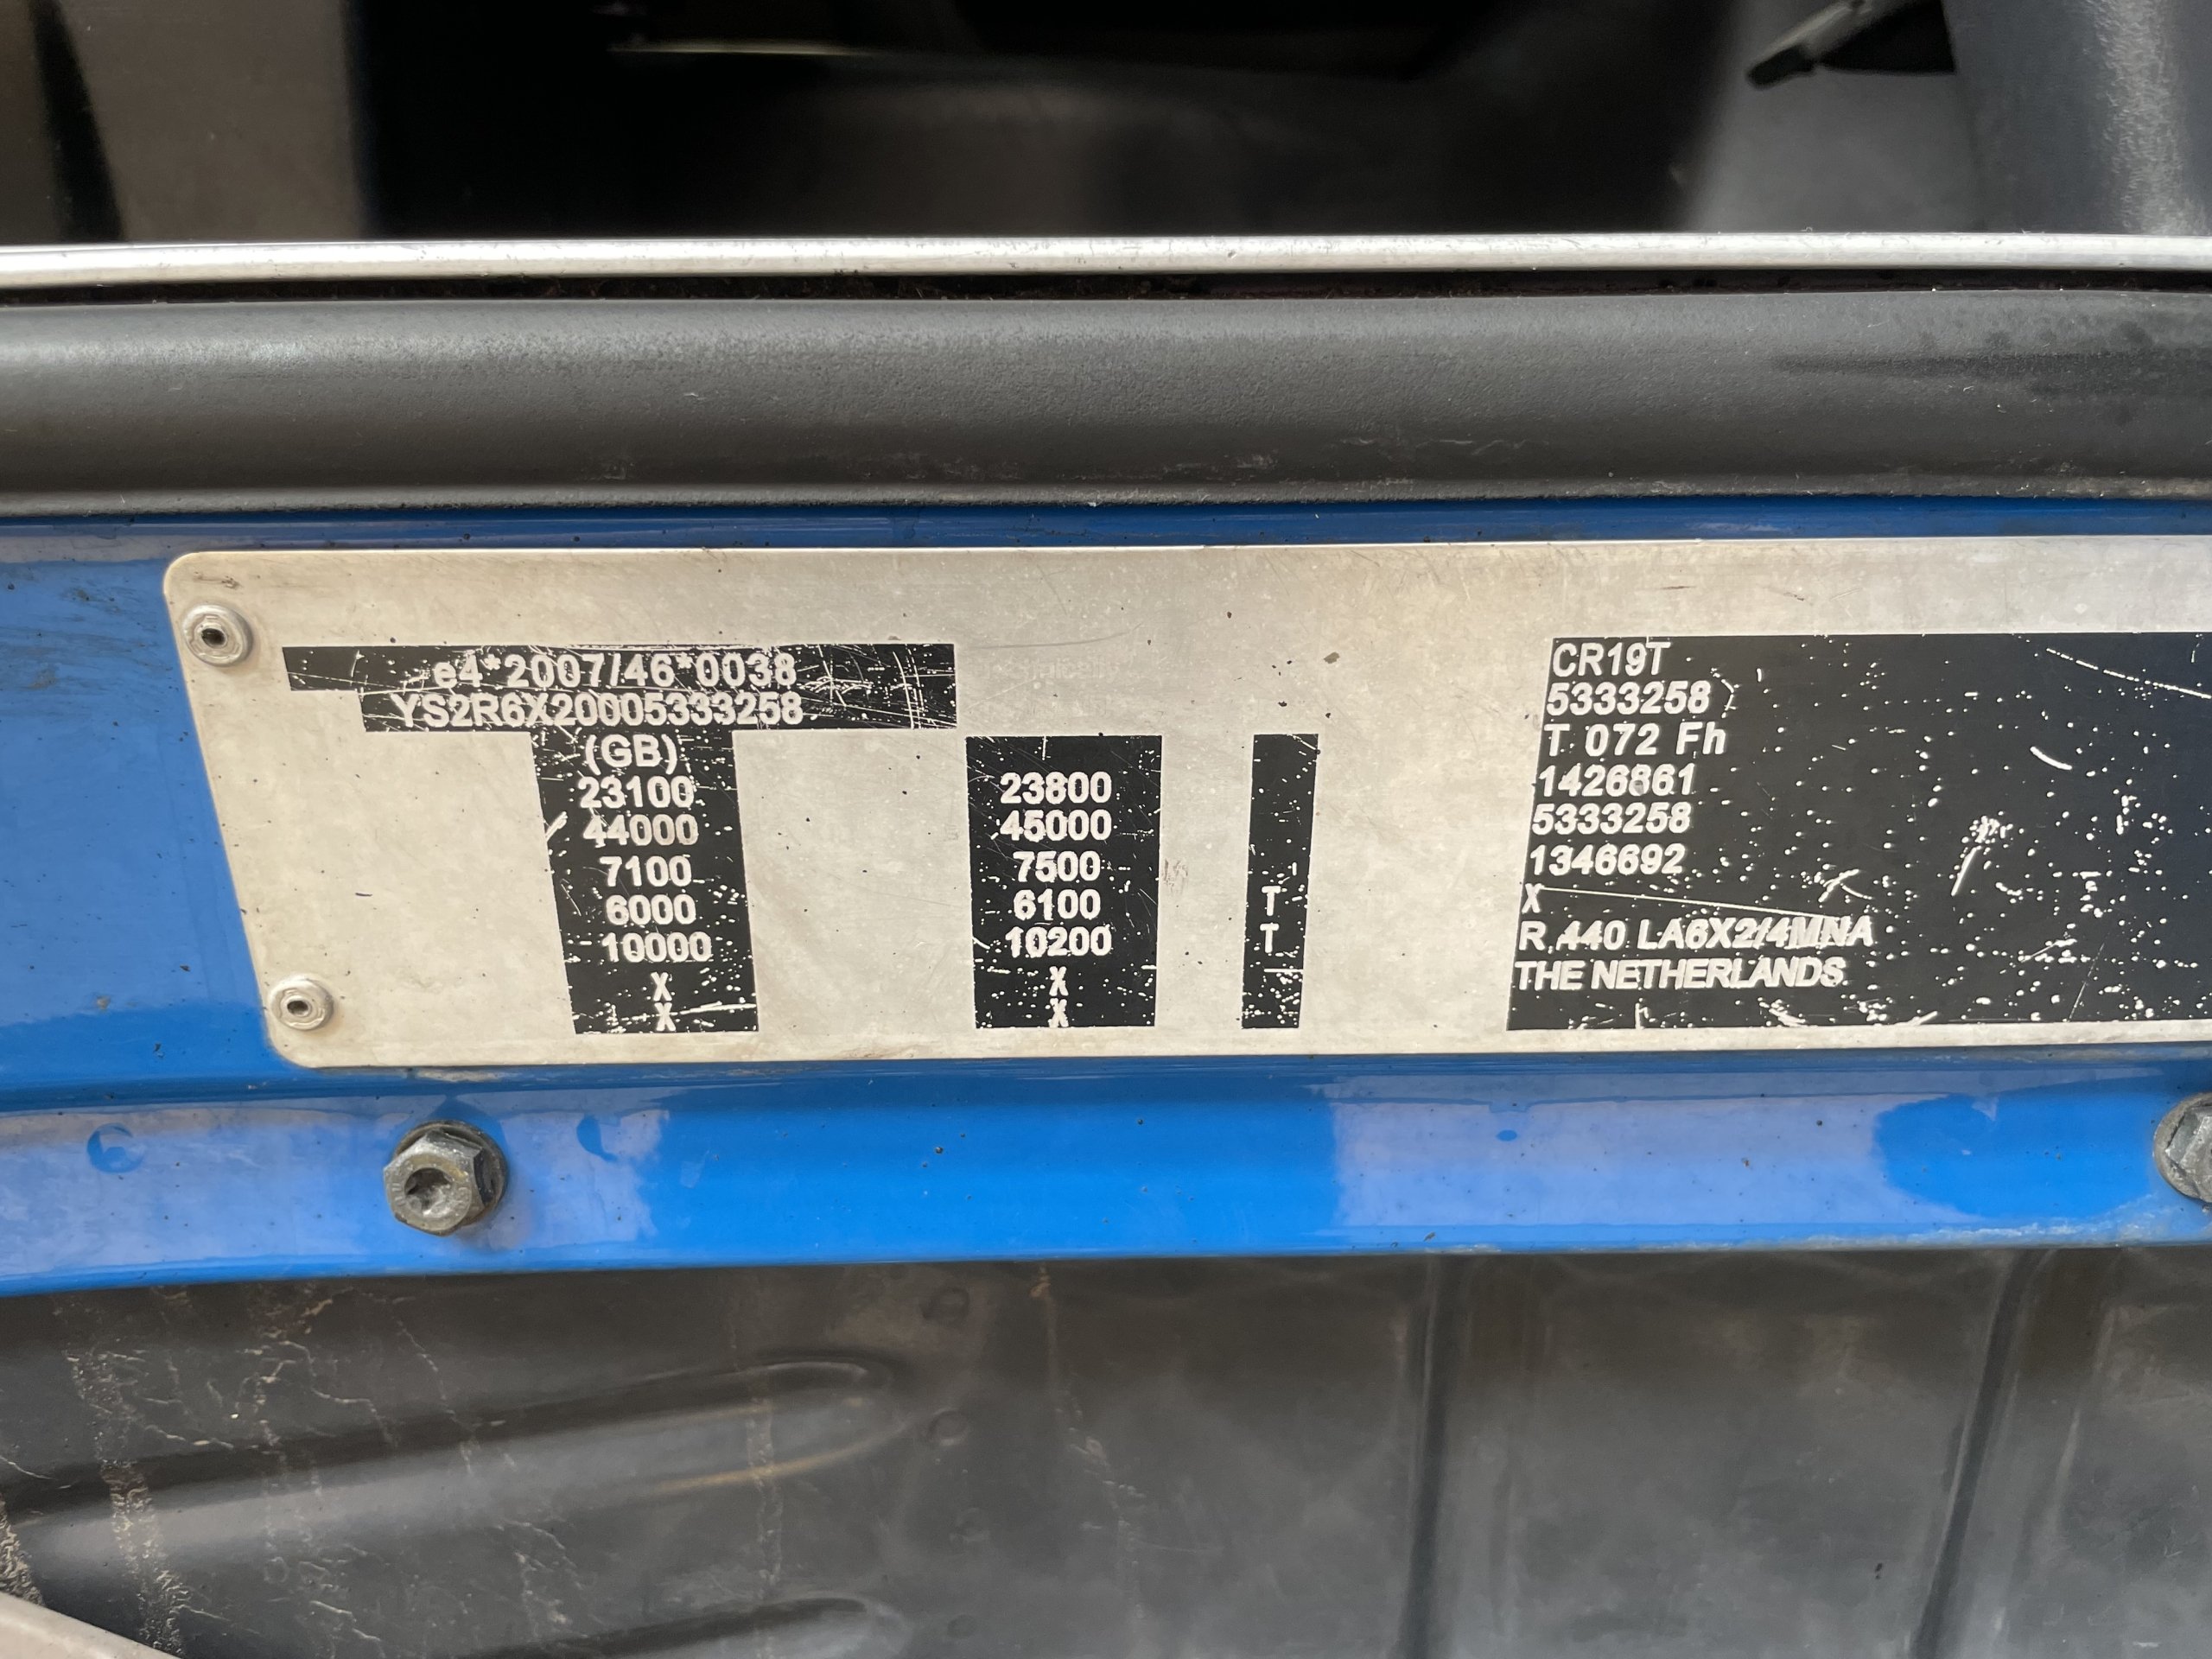 e4*2007/46*0038
YS2R6X20005333258
(GB)
23100
44000
7100
6000
10000
X
X
23800
45000
7500
6100
10200
X
X
T
T
CR19T
5333258
T 072 Fh
1426861
5333258
1346692
X
R 440 LA6X2/4MNA
THE NETHERLANDS